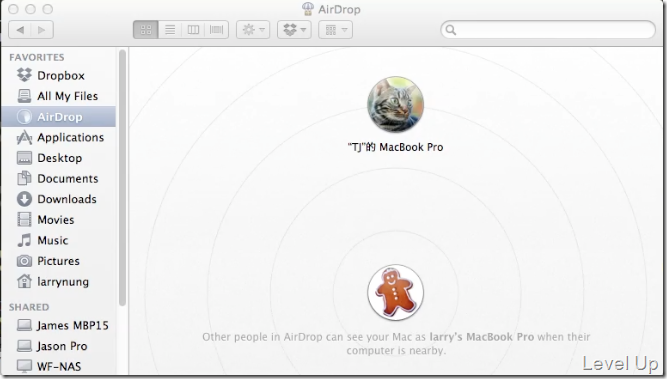 AirDrop
FAVORITES
Dropbox
All My Files
AirDrop
Applications
Desktop
Documents
Downloads
Movies
Music
Pictures
larrynung
SHARED
James MBP15
Jason Pro
WF-NAS
"TJ"的 MacBook Pro
Other people in AirDrop can see your Mac as larry's MacBook Pro when their
computer is nearby.
Level Up